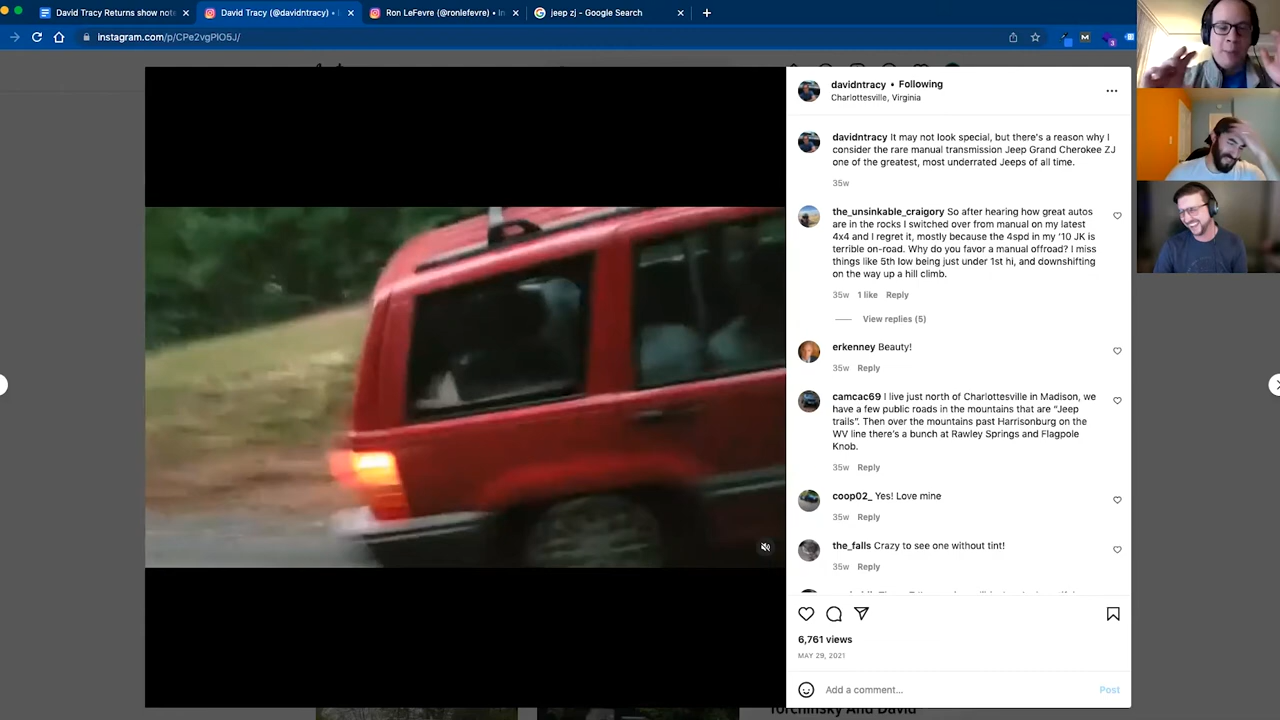 David Tracy Returns show note
David Tracy (@davidntracy) • I
Ron LeFevre (@ronlefevre) • In
jeep zj - Google Search
instagram.com/p/CPe2vgPlO5J/
davidntracy • Following
Charlottesville, Virginia
davidntracy It may not look special, but there's a reason why I
consider the rare manual transmission Jeep Grand Cherokee ZJ
one of the greatest, most underrated Jeeps of all time.
35w
the_unsinkable_craigory So after hearing how great autos
are in the rocks I switched over from manual on my latest
4x4 and I regret it, mostly because the 4spd in my '10 JK is
terrible on-road. Why do you favor a manual offroad? I miss
things like 5th low being just under 1st hi, and downshifting
on the way up a hill climb.
35w 1 like Reply
View replies (5)
erkenney Beauty!
35w Reply
camcac69 I live just north of Charlottesville in Madison, we
have a few public roads in the mountains that are "Jeep
trails". Then over the mountains past Harrisonburg on the
WV line there's a bunch at Rawley Springs and Flagpole
Knob.
35w Reply
coop02_ Yes! Love mine
35w Reply
the_falls Crazy to see one without tint!
35w Reply
6,761 views
MAY 29, 2021
Add a comment...
Post
Torchinsky And David